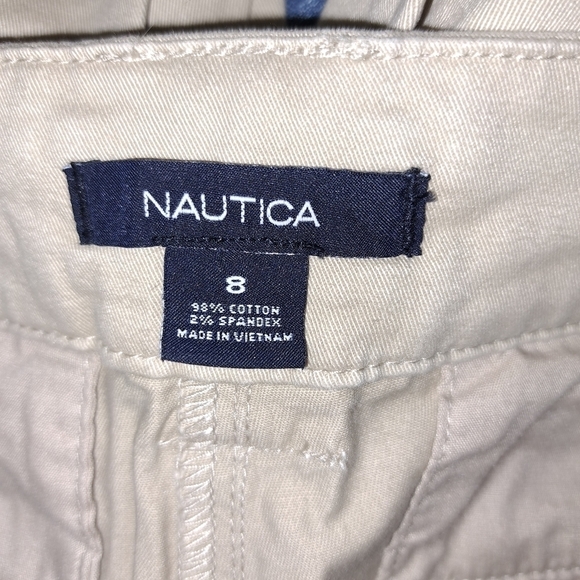 NAUTICA
8
98% COTTON
2% SPANDEX
MADE IN VIETNAM